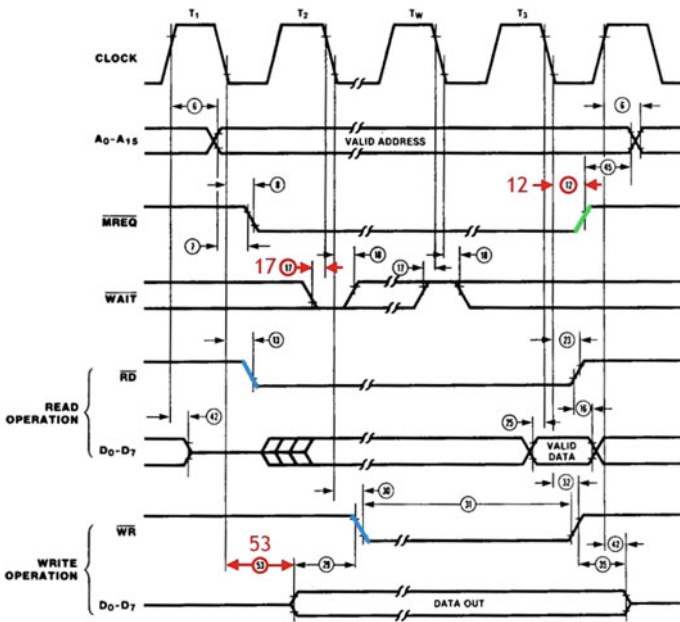 T1 T2 TW T3
CLOCK
6 6
A0-A15 VALID ADDRESS
45
12 12
8
MREQ
7
17 17 18 17 18
WAIT
13 23
RD
READ OPERATION
16
42 25
D0-D7 VALID DATA
30 32
31
WR
53
WRITE OPERATION
53 29 35 42
D0-D7 DATA OUT